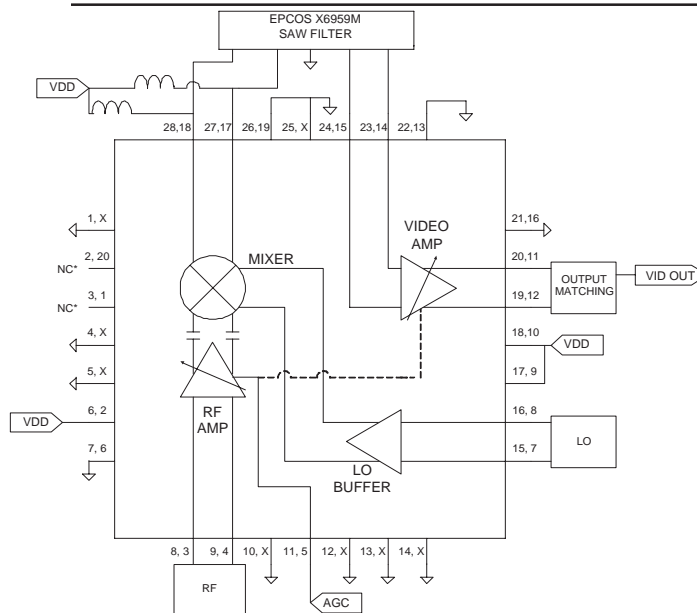 EPCOS X6959M
SAW FILTER
VDD
28,18
27,17
26,19
25, X
24,15
23,14
22,13
1, X
2, 20
NC*
3, 1
NC*
4, X
5, X
6, 2
VDD
7, 6
MIXER
VIDEO
AMP
RF
AMP
LO
BUFFER
21,16
20,11
19,12
OUTPUT
MATCHING
VID OUT
18,10
VDD
17, 9
16, 8
15, 7
LO
8, 3
9, 4
10, X
11, 5
12, X
13, X
14, X
RF
AGC